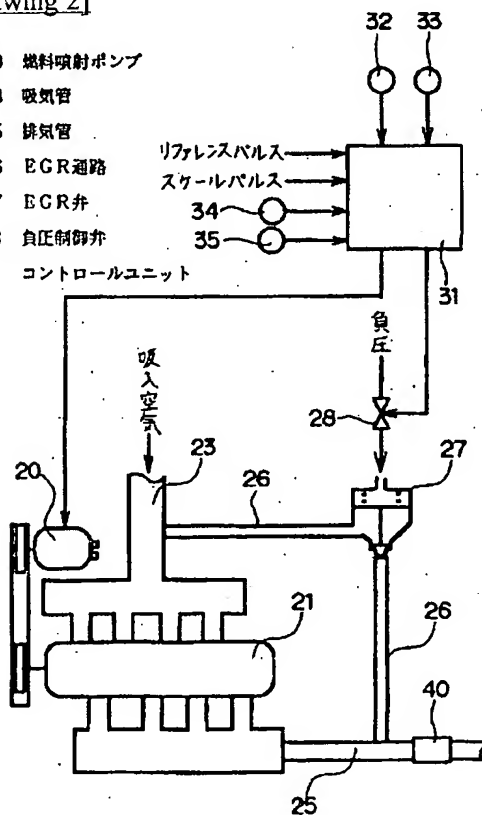 wing 2]
32
33
燃料噴射ポンプ
吸気管
排気管
EGR通路
EGR弁
負圧制御弁
コントロールユニット
リファレンスパルス
スケールパルス
34
35
31
負圧
28
吸入空気
23
27
20
26
21
26
40
25